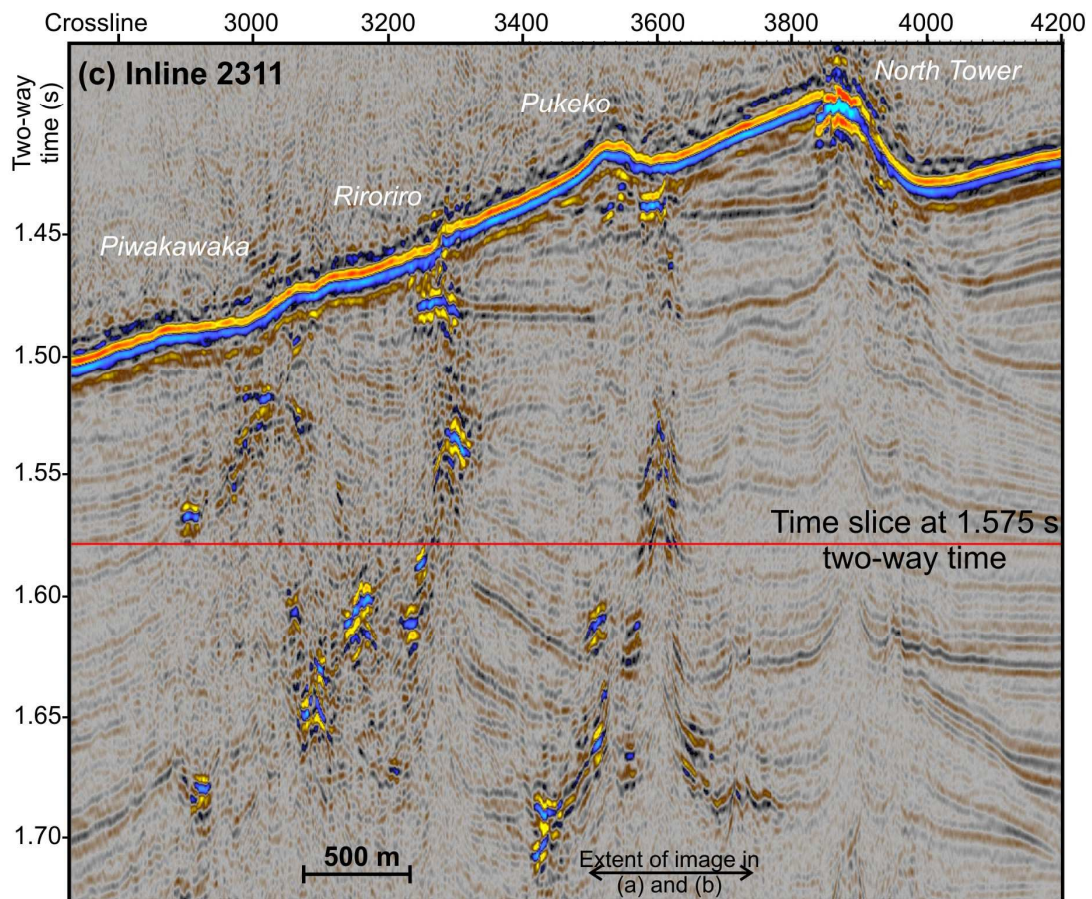 Crossline 3000 3200 3400 3600 3800 4000 4200
(c) Inline 2311
North Tower
Two-way
time (s)
Pukeko
Riroriro
1.45
Piwakawaka
1.50
1.55
Time slice at 1.575 s
two-way time
1.60
1.65
1.70
500 m
Extent of image in
(a) and (b)